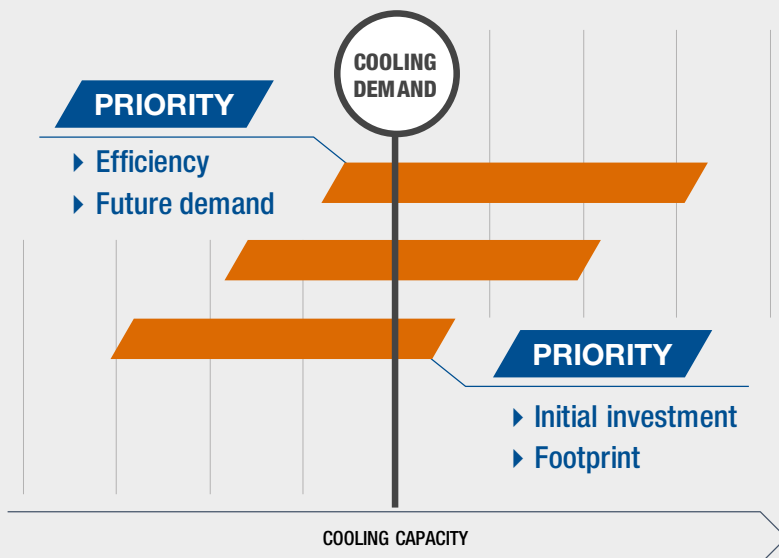 COOLING
DEMAND
PRIORITY
Efficiency
Future demand
PRIORITY
Initial investment
Footprint
COOLING CAPACITY